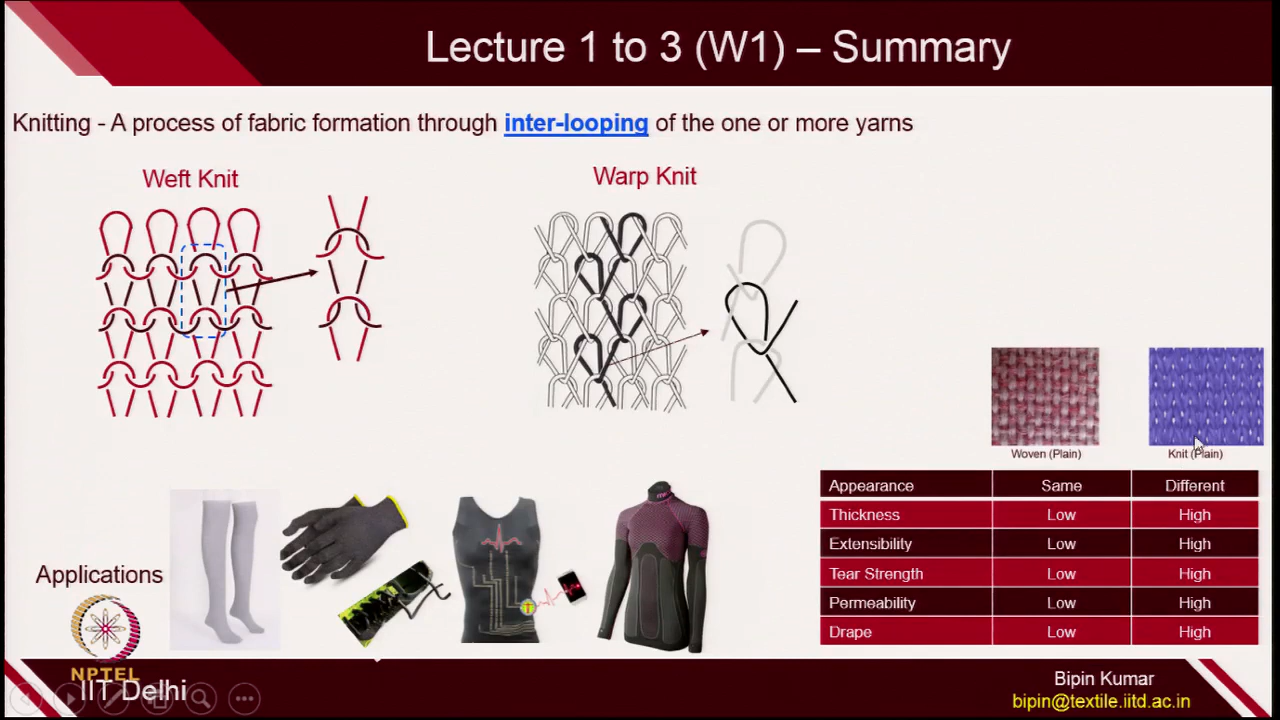 Lecture 1 to 3 (W1) – Summary
Knitting - A process of fabric formation through inter-looping of the one or more yarns
Weft Knit
Warp Knit
Woven (Plain)
Knit (Plain)
Appearance Same Different
Thickness Low High
Extensibility Low High
Tear Strength Low High
Permeability Low High
Drape Low High
Applications
NPTEL
IIT Delhi
Bipin Kumar
bipin@textile.iitd.ac.in